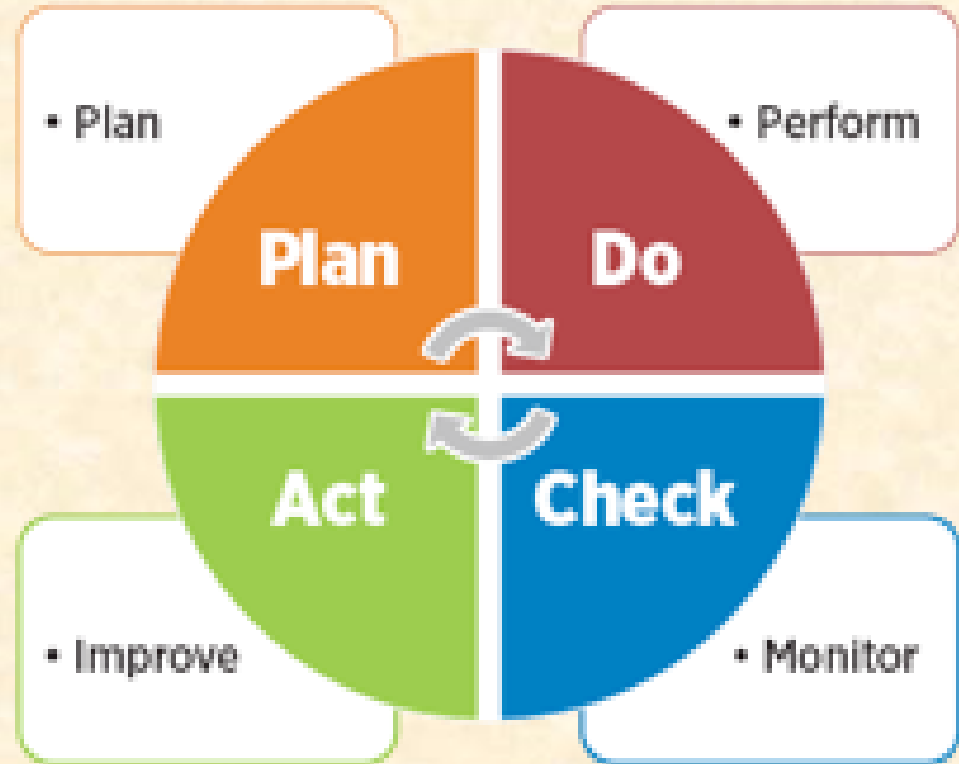 • Plan
• Perform
Plan
Do
Act
Check
• Improve
• Monitor